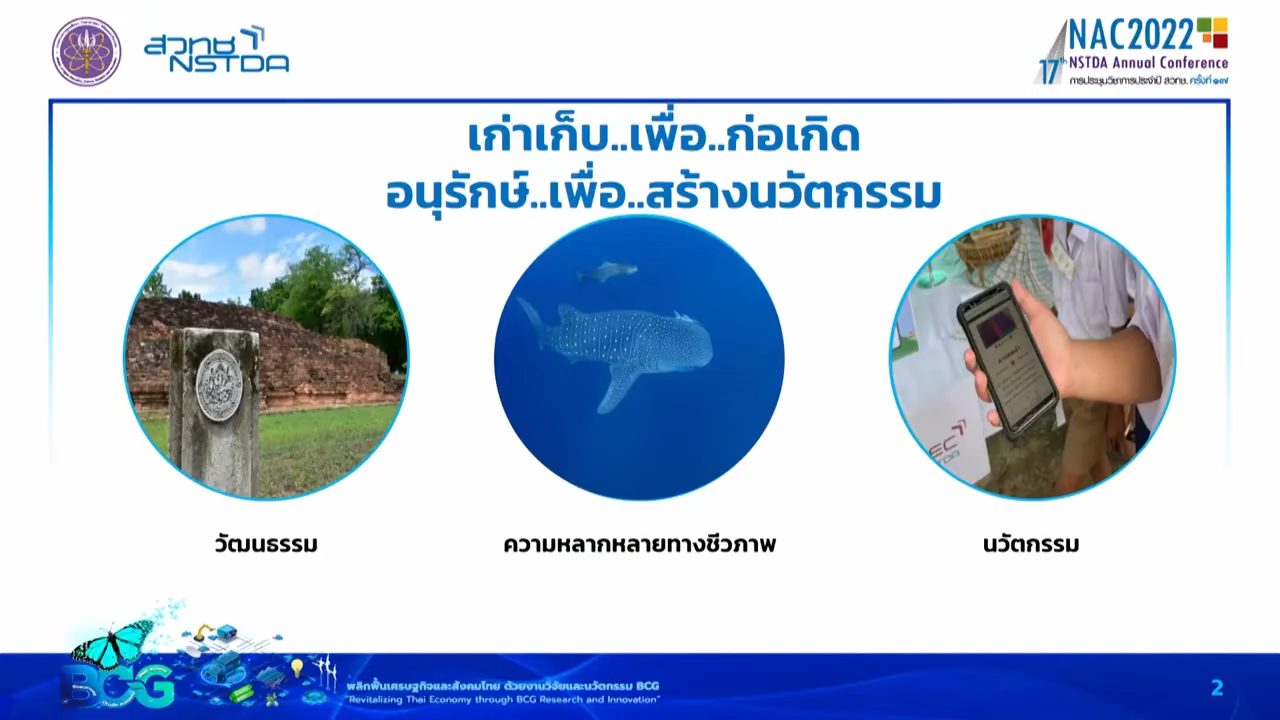 สวทช
NSTDA
NAC2022
17th
NSTDA Annual Conference
การประชุมวิชาการประจำปี สวทช. ครั้งที่ ๑๗
เก่าเก็บ..เพื่อ..ก่อเกิด
อนุรักษ์..เพื่อ..สร้างนวัตกรรม
วัฒนธรรม
ความหลากหลายทางชีวภาพ
นวัตกรรม
BCG
พลิกฟื้นเศรษฐกิจและสังคมไทย ด้วยงานวิจัยและนวัตกรรม BCG
"Revitalizing Thai Economy through BCG Research and Innovation"
2